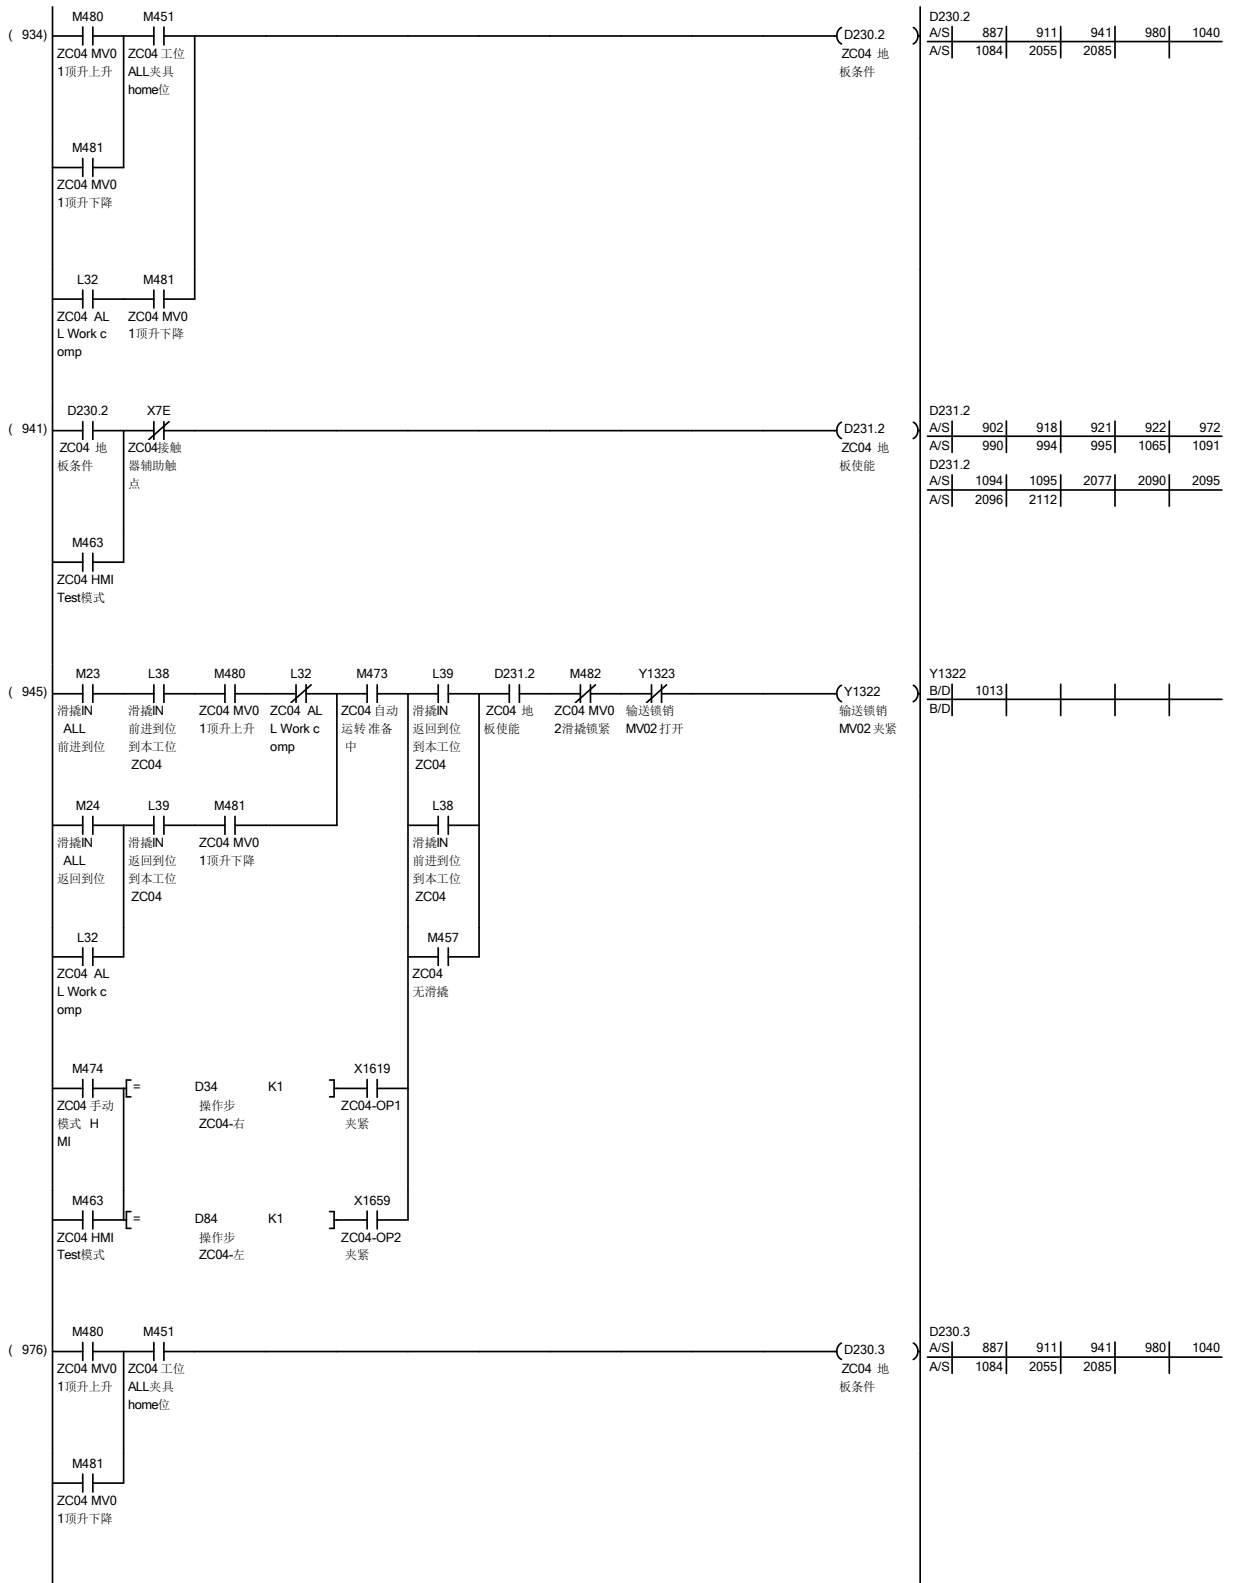 M480 M451 D230.2
( 934) ( D230.2 ) A/S 887 911 941 980 1040
ZC04 MV0 ZC04 工位 ZC04 地 A/S 1084 2055 2085
1顶升上升 ALL夹具 板条件
home位
M481
ZC04 MV0
1顶升下降
L32 M481
ZC04 AL ZC04 MV0
L Work c 1顶升下降
omp
D230.2 X7E D231.2
( 941) ( D231.2 ) A/S 902 918 921 922 972
ZC04 地 ZC04接触 ZC04 地 A/S 990 994 995 1065 1091
板条件 器辅助触 板使能 D231.2
点 A/S 1094 1095 2077 2090 2095
A/S 2096 2112
M463
ZC04 HMI
Test模式
M23 L38 M480 L32 M473 L39 D231.2 M482 Y1323 Y1322
( 945) ( Y1322 ) B/D 1013
滑撬IN 滑撬IN ZC04 MV0 ZC04 AL ZC04 自动 滑撬IN ZC04 地 ZC04 MV0 输送锁销 输送锁销 B/D
ALL 前进到位 1顶升上升 L Work c 运转 准备 返回到位 板使能 2滑撬锁紧 MV02 打开 MV02 夹紧
前进到位 到本工位 omp 中 到本工位
ZC04 ZC04
M24 L39 M481 L38
滑撬IN 滑撬IN ZC04 MV0 滑撬IN
ALL 返回到位 1顶升下降 前进到位
返回到位 到本工位 到本工位
ZC04 ZC04
L32 M457
ZC04 AL ZC04
L Work c 无滑撬
omp
M474 X1619
[= D34 K1 ]
ZC04 手动 操作步 ZC04-OP1
模式 H ZC04-右 夹紧
MI
M463 X1659
[= D84 K1 ]
ZC04 HMI 操作步 ZC04-OP2
Test模式 ZC04-左 夹紧
M480 M451 D230.3
( 976) ( D230.3 ) A/S 887 911 941 980 1040
ZC04 MV0 ZC04 工位 ZC04 地 A/S 1084 2055 2085
1顶升上升 ALL夹具 板条件
home位
M481
ZC04 MV0
1顶升下降